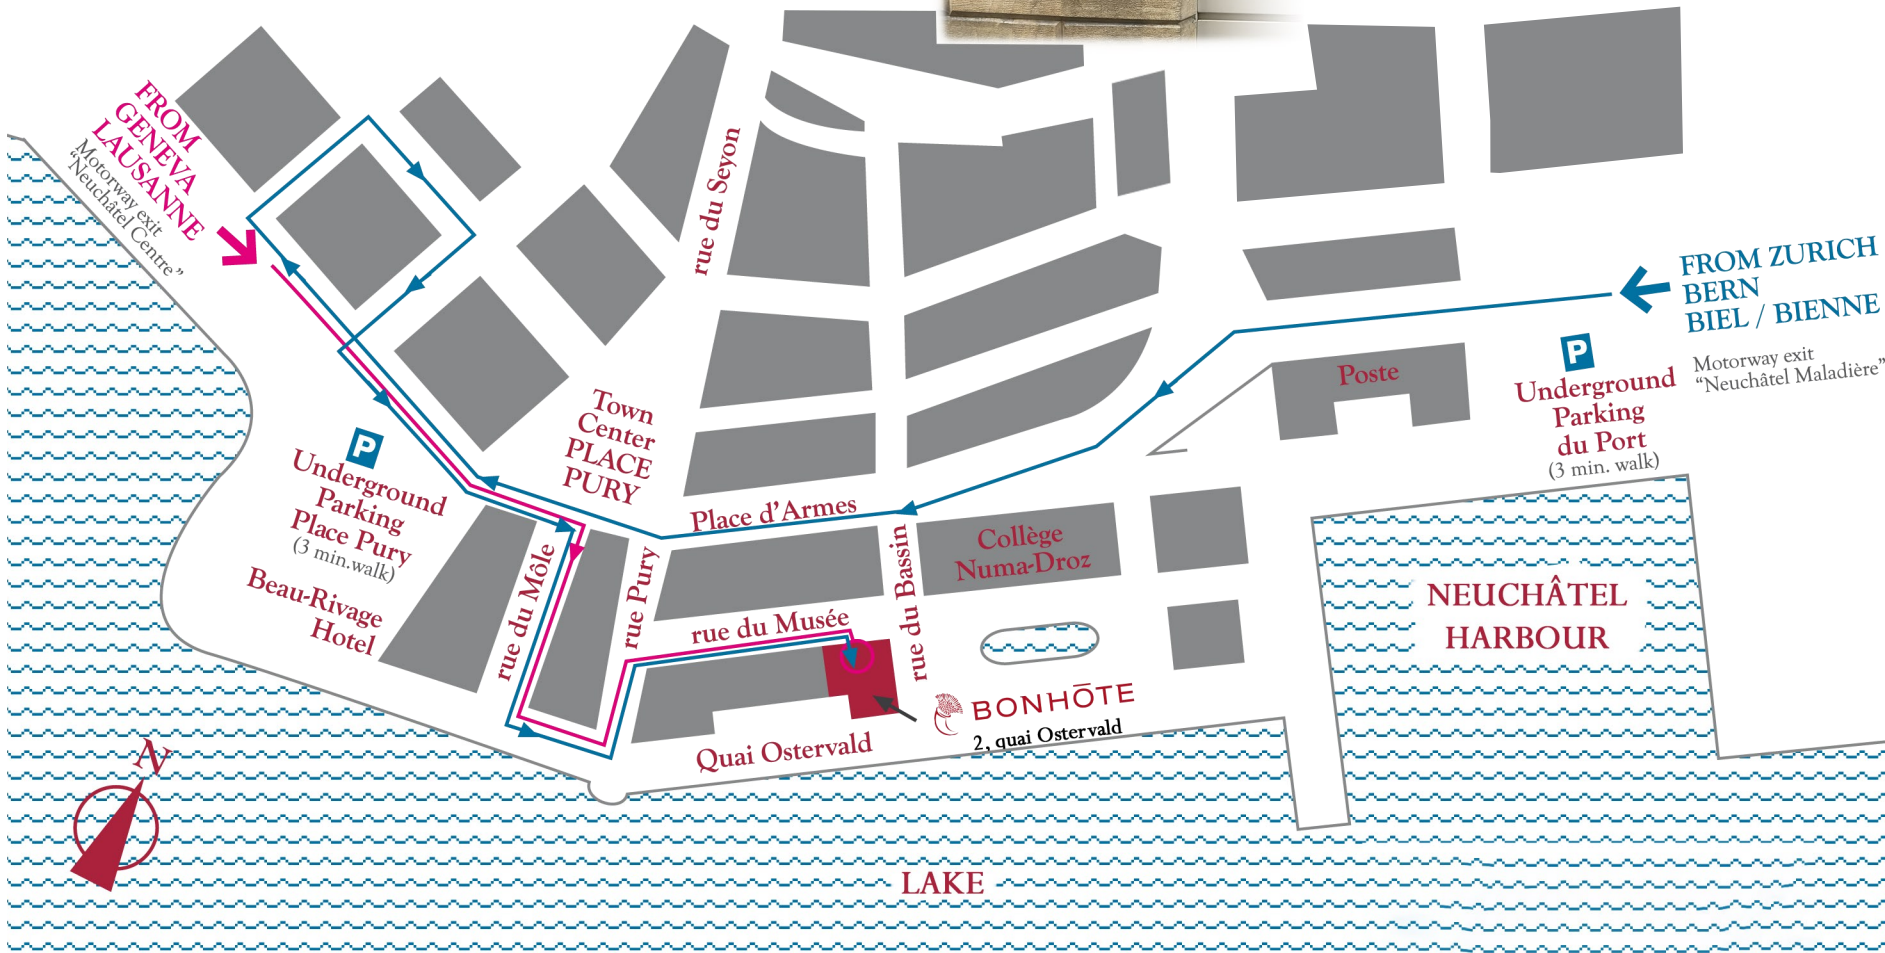 FROM
GENEVA
LAUSANNE
Motorway exit
“Neuchâtel Centre”
rue du Seyon
FROM ZURICH
BERN
BIEL / BIENNE
Motorway exit
“Neuchâtel Maladière”
P
Underground
Parking
du Port
(3 min. walk)
Poste
Town
Center
PLACE
PURY
P
Underground
Parking
Place Pury
(3 min.walk)
Beau-Rivage
Hotel
Place d’Armes
Collège
Numa-Droz
rue du Môle
rue Pury
rue du Musée
rue du Bassin
NEUCHÂTEL
HARBOUR
BONHÔTE
2, quai Ostervald
Quai Ostervald
N
LAKE